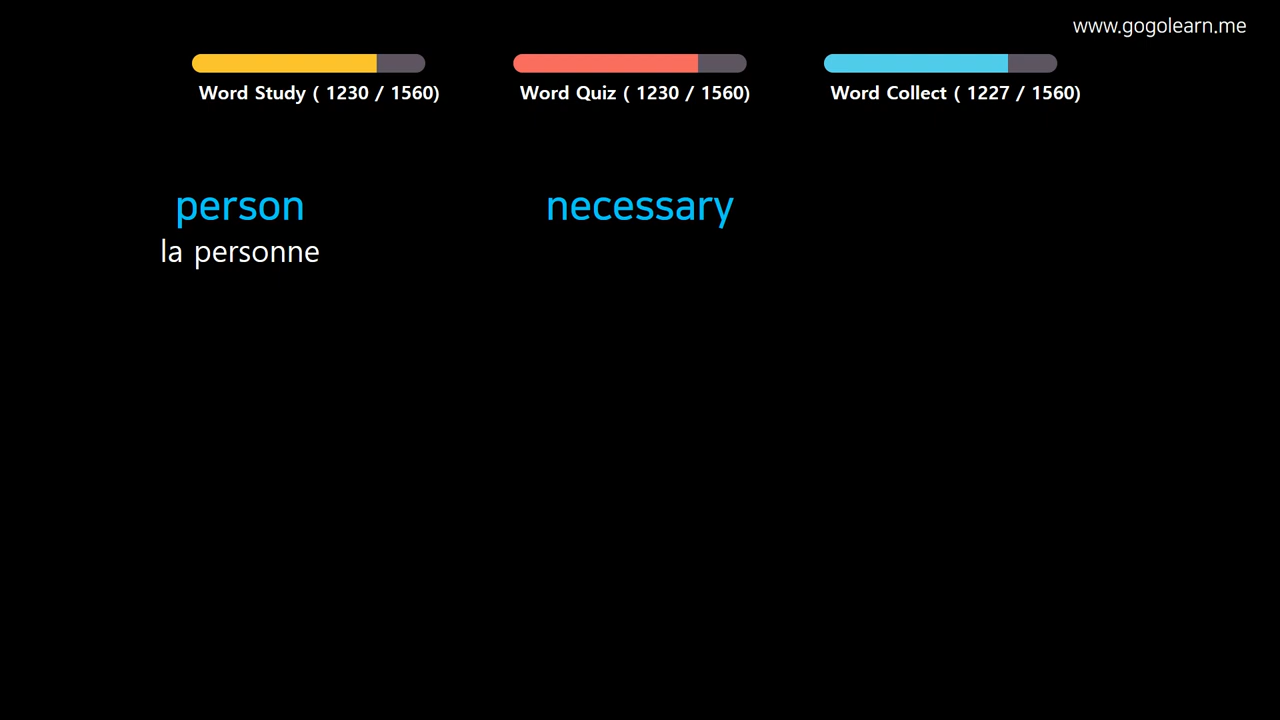 www.gogolearn.me
Word Study ( 1230 / 1560)
Word Quiz ( 1230 / 1560)
Word Collect ( 1227 / 1560)
person
la personne
necessary